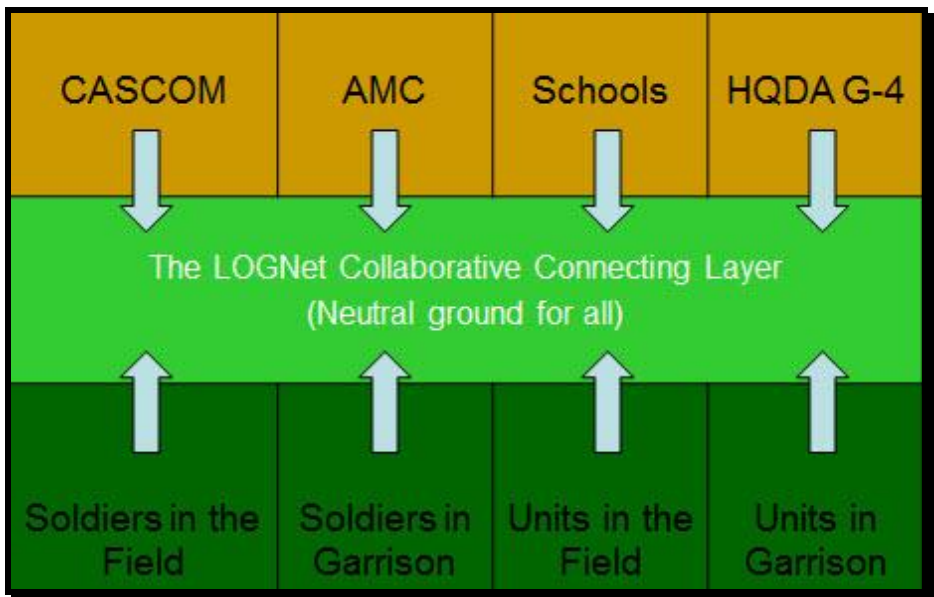 CASCOM
AMC
Schools
HQDA G-4
The LOGNet Collaborative Connecting Layer
(Neutral ground for all)
Soldiers in the
Field
Soldiers in
Garrison
Units in the
Field
Units in
Garrison